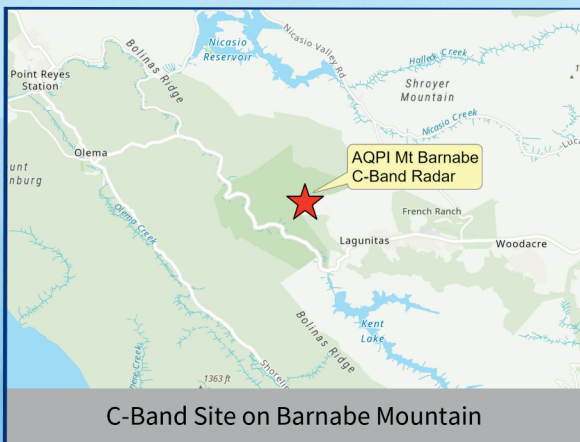 Nicasio
Reservoir
Nicasio Valley Rd
Halleck Creek
Bolinas Ridge
Point Reyes
Station
Shroyer
Mountain
Nicasio Creek
Olema
AQPI Mt Barnabe
C-Band Radar
unt
nburg
Olema Creek
French Ranch
Lagunitas
Woodacre
Bolinas Ridge
Kent
Lake
Shorelin
1363 ft
C-Band Site on Barnabe Mountain